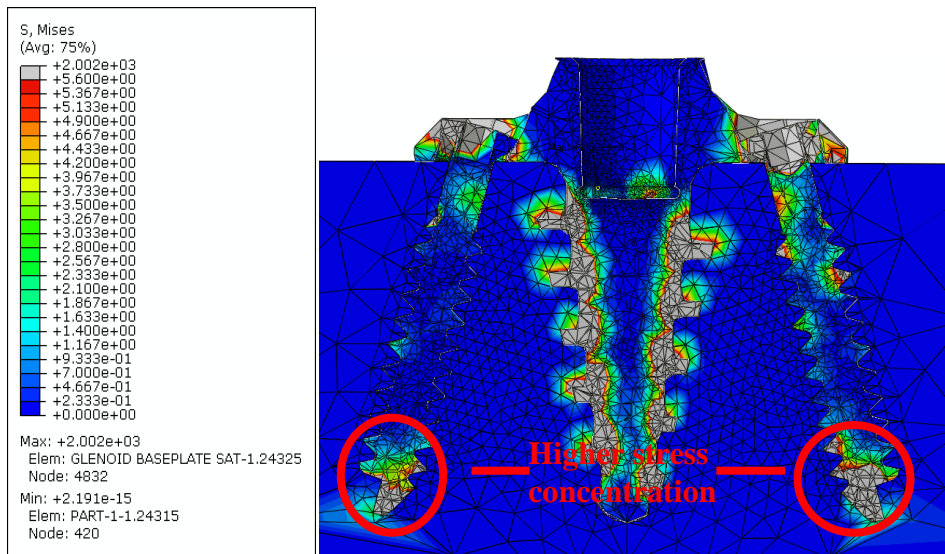 S, Mises
(Avg: 75%)
+2.002e+03
+5.600e+00
+5.367e+00
+5.133e+00
+4.900e+00
+4.667e+00
+4.433e+00
+4.200e+00
+3.967e+00
+3.733e+00
+3.500e+00
+3.267e+00
+3.033e+00
+2.800e+00
+2.567e+00
+2.333e+00
+2.100e+00
+1.867e+00
+1.633e+00
+1.400e+00
+1.167e+00
+9.333e-01
+7.000e-01
+4.667e-01
+2.333e-01
+0.000e+00
Max: +2.002e+03
Elem: GLENOID BASEPLATE SAT-1.24325
Node: 4832
Min: +2.191e-15
Elem: PART-1-1.24315
Node: 420
Higher stress
concentration